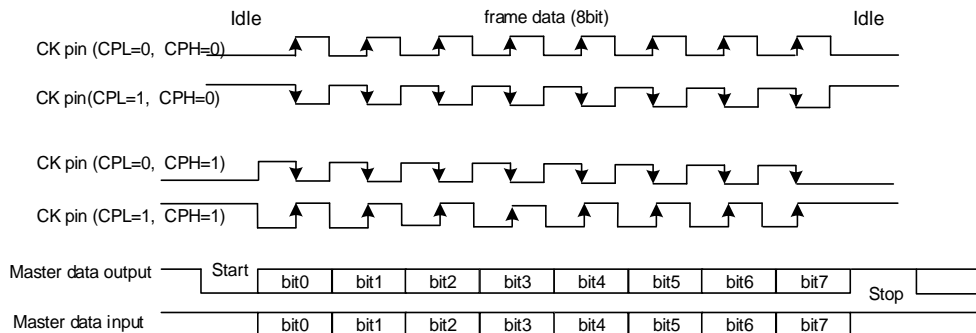 Idle frame data (8bit) Idle
CK pin (CPL=0, CPH=0)
CK pin(CPL=1, CPH=0)
CK pin (CPL=0, CPH=1)
CK pin (CPL=1, CPH=1)
Master data output Start bit0 bit1 bit2 bit3 bit4 bit5 bit6 bit7 Stop
Master data input bit0 bit1 bit2 bit3 bit4 bit5 bit6 bit7